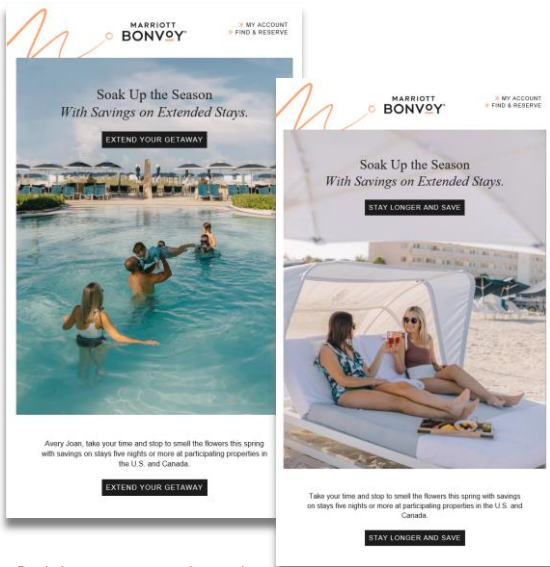 MARRIOTT
BONVOY
» MY ACCOUNT
» FIND & RESERVE
Soak Up the Season
With Savings on Extended Stays.
EXTEND YOUR GETAWAY
Avery Joan, take your time and stop to smell the flowers this spring
with savings on stays five nights or more at participating properties in
the U.S. and Canada.
EXTEND YOUR GETAWAY
MARRIOTT
BONVOY
» MY ACCOUNT
» FIND & RESERVE
Soak Up the Season
With Savings on Extended Stays.
STAY LONGER AND SAVE
Take your time and stop to smell the flowers this spring with savings
on stays five nights or more at participating properties in the U.S. and
Canada.
STAY LONGER AND SAVE